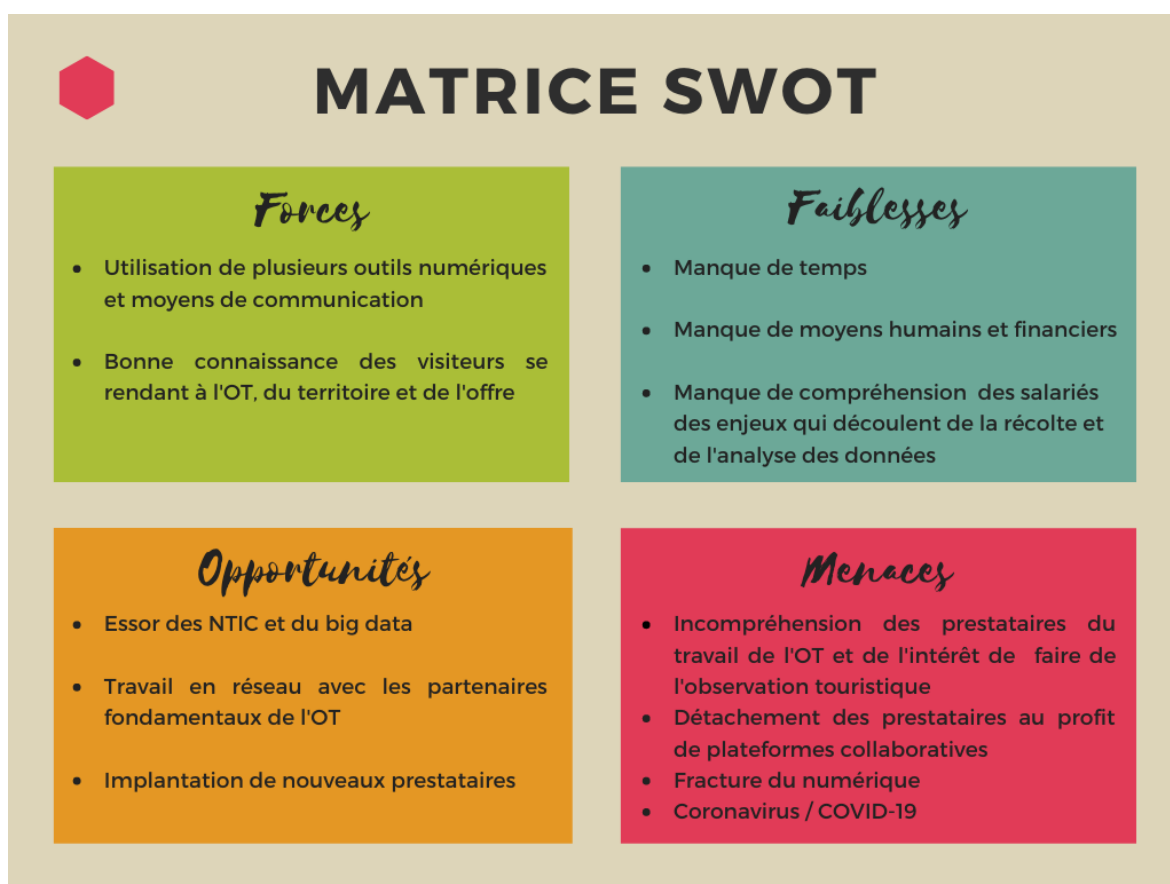 MATRICE SWOT
Forces
• Utilisation de plusieurs outils numériques
et moyens de communication
• Bonne connaissance des visiteurs se
rendant à l'OT, du territoire et de l'offre
Faiblesses
• Manque de temps
• Manque de moyens humains et financiers
• Manque de compréhension des salariés
des enjeux qui découlent de la récolte et
de l'analyse des données
Opportunités
• Essor des NTIC et du big data
• Travail en réseau avec les partenaires
fondamentaux de l'OT
• Implantation de nouveaux prestataires
Menaces
• Incompréhension des prestataires du
travail de l'OT et de l'intérêt de faire de
l'observation touristique
• Détachement des prestataires au profit
de plateformes collaboratives
• Fracture du numérique
• Coronavirus / COVID-19